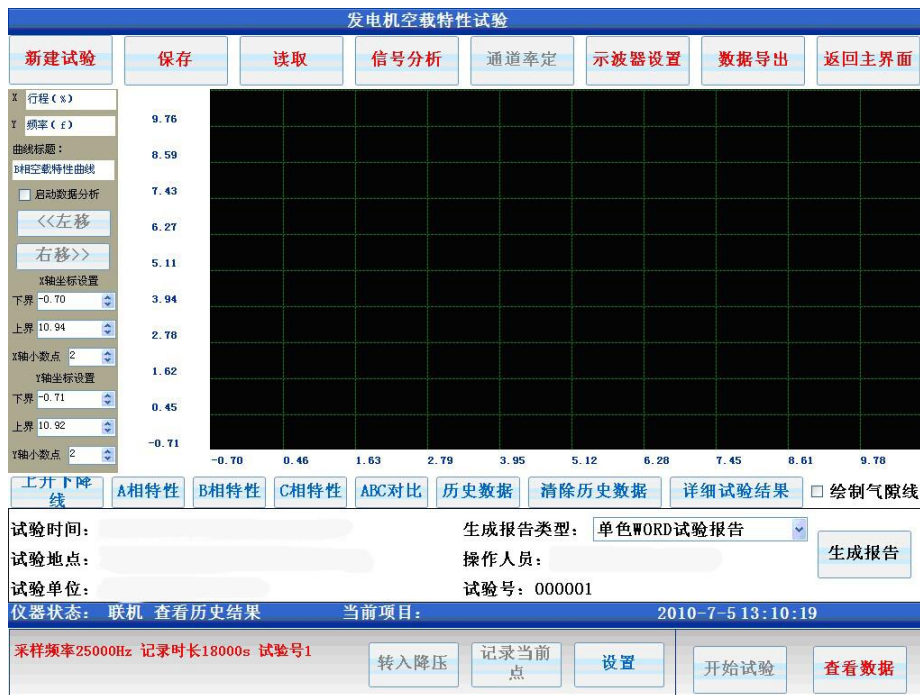 发电机空载特性试验
新建试验 保存 读取 信号分析 通道率定 示波器设置 数据导出 返回主界面
X 行程(%)
Y 频率(f)
曲线标题：
B相空载特性曲线
启动数据分析
<<左移
右移>>
X轴坐标设置
下界 -0.70
上界 10.94
X轴小数点 2
Y轴坐标设置
下界 -0.71
上界 10.92
Y轴小数点 2
9.76
8.59
7.43
6.27
5.11
3.94
2.78
1.62
0.45
-0.71
-0.70 0.46 1.63 2.79 3.95 5.12 6.28 7.45 8.61 9.78
上升下降
线
A相特性 B相特性 C相特性 ABC对比 历史数据 清除历史数据 详细试验结果 绘制气隙线
试验时间： 生成报告类型： 单色WORD试验报告
试验地点： 操作人员： 生成报告
试验单位： 试验号：000001
仪器状态： 联机 查看历史结果 当前项目： 2010-7-5 13:10:19
采样频率25000Hz 记录时长18000s 试验号1
转入降压 记录当前
点
设置 开始试验 查看数据